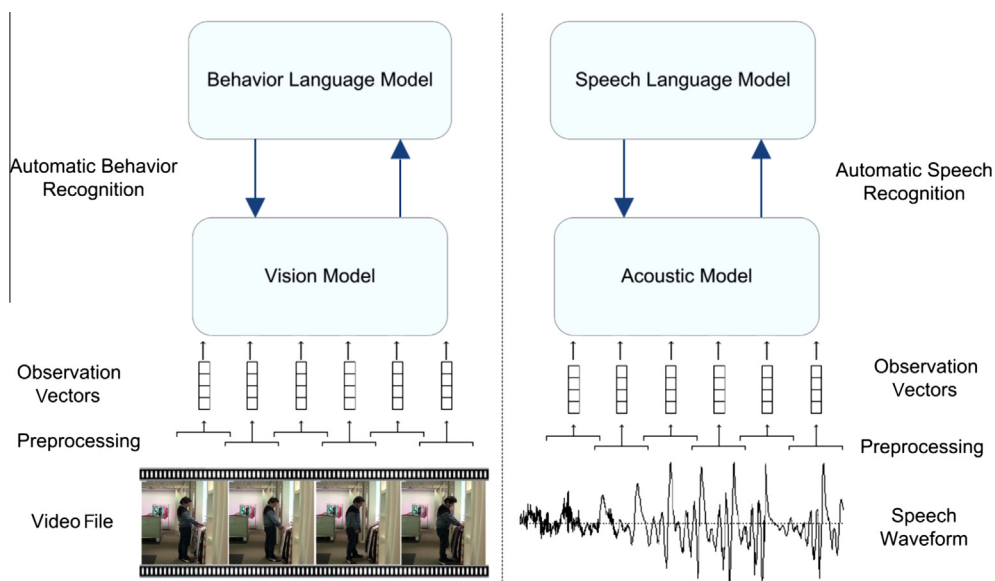 Behavior Language Model
Automatic Behavior
Recognition
Vision Model
Observation
Vectors
Preprocessing
Video File
Speech Language Model
Automatic Speech
Recognition
Acoustic Model
Observation
Vectors
Preprocessing
Speech
Waveform